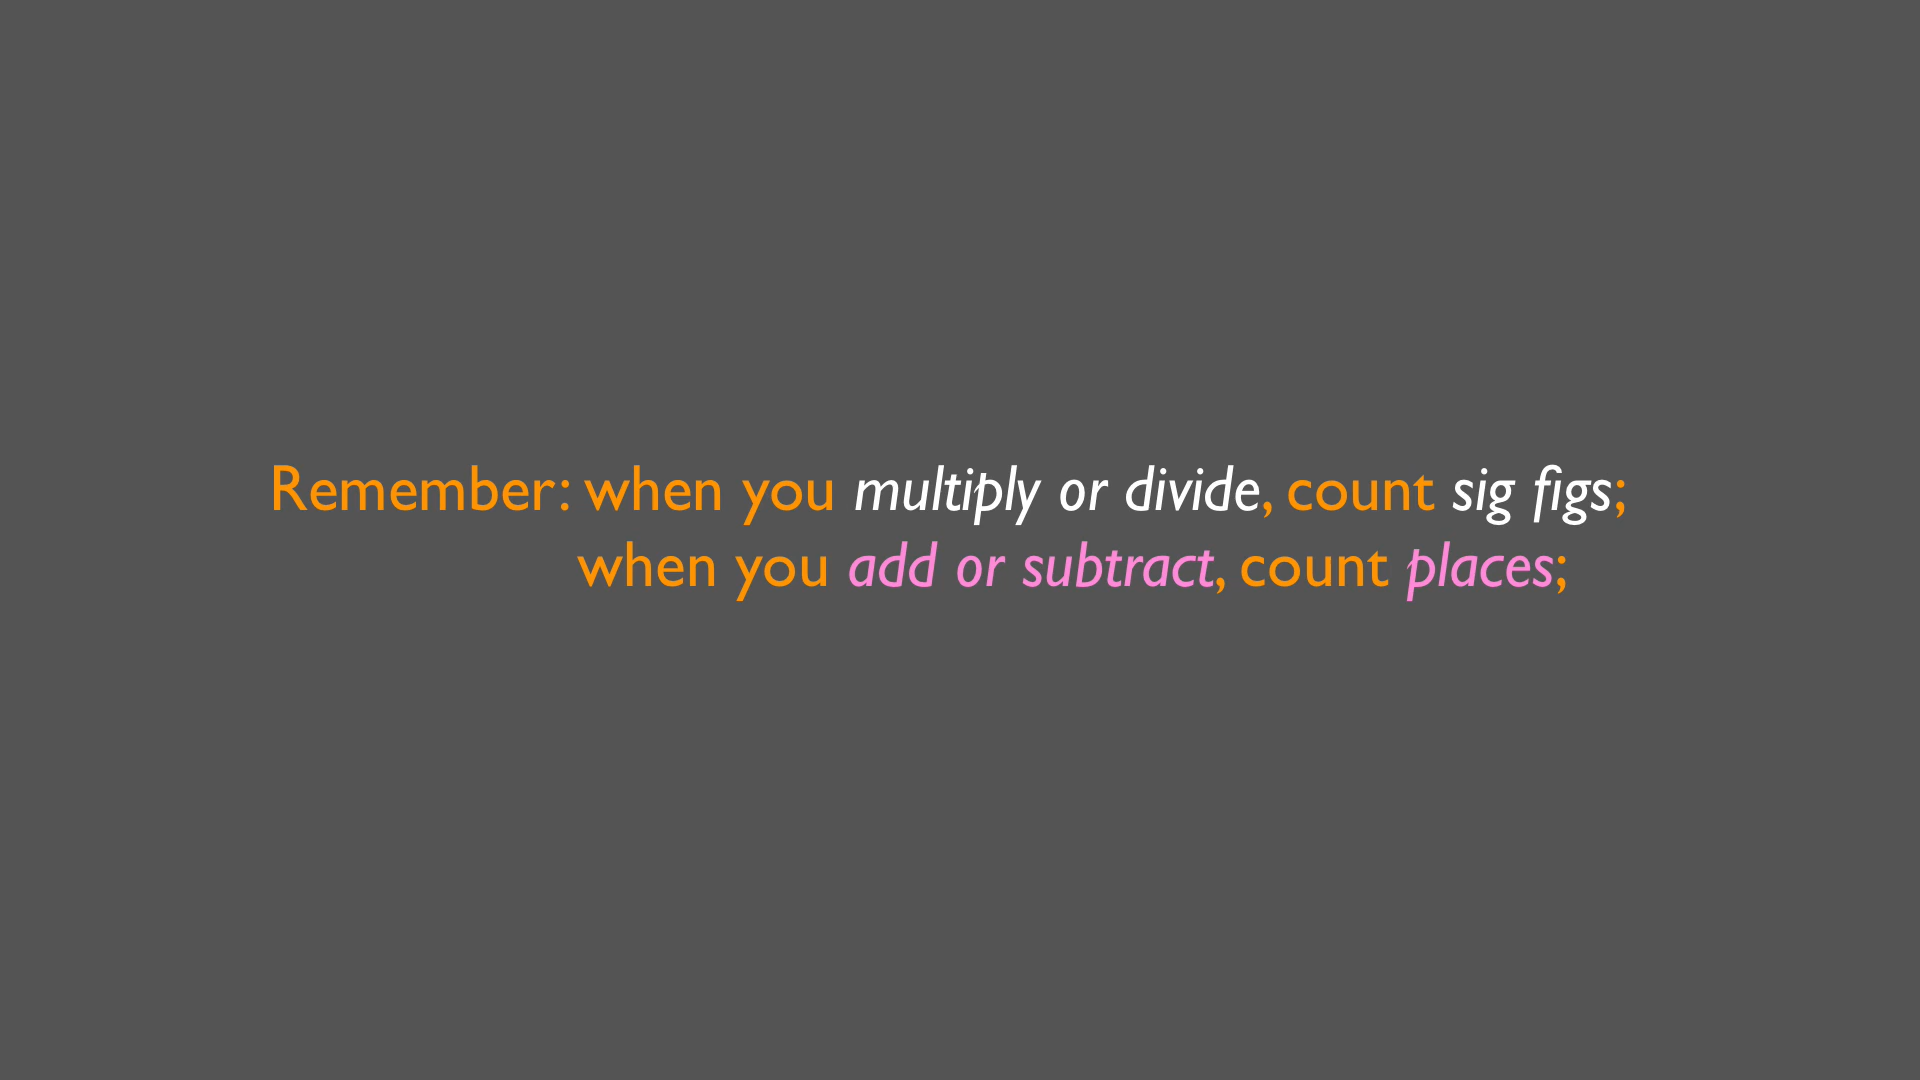 Remember: when you multiply or divide, count sig figs;
when you add or subtract, count places;